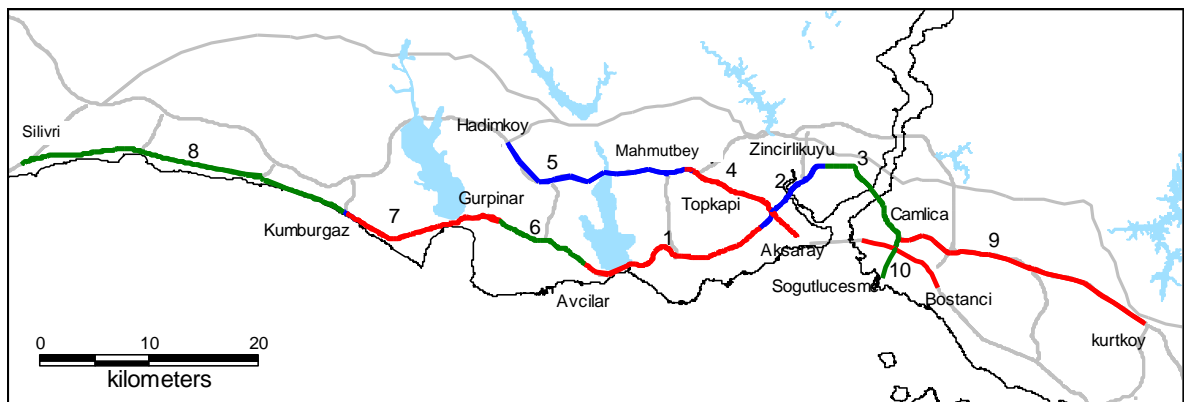 Silivri
8
Hadimkoy
5
Mahmutbey
4
Zincirlikuyu
3
2
Gurpinar
Topkapi
Camlica
Kumburgaz
7
6
1
Aksaray
9
10
Avcilar
Sogutlucesme
Bostanci
kurtkoy
0 10 20
kilometers